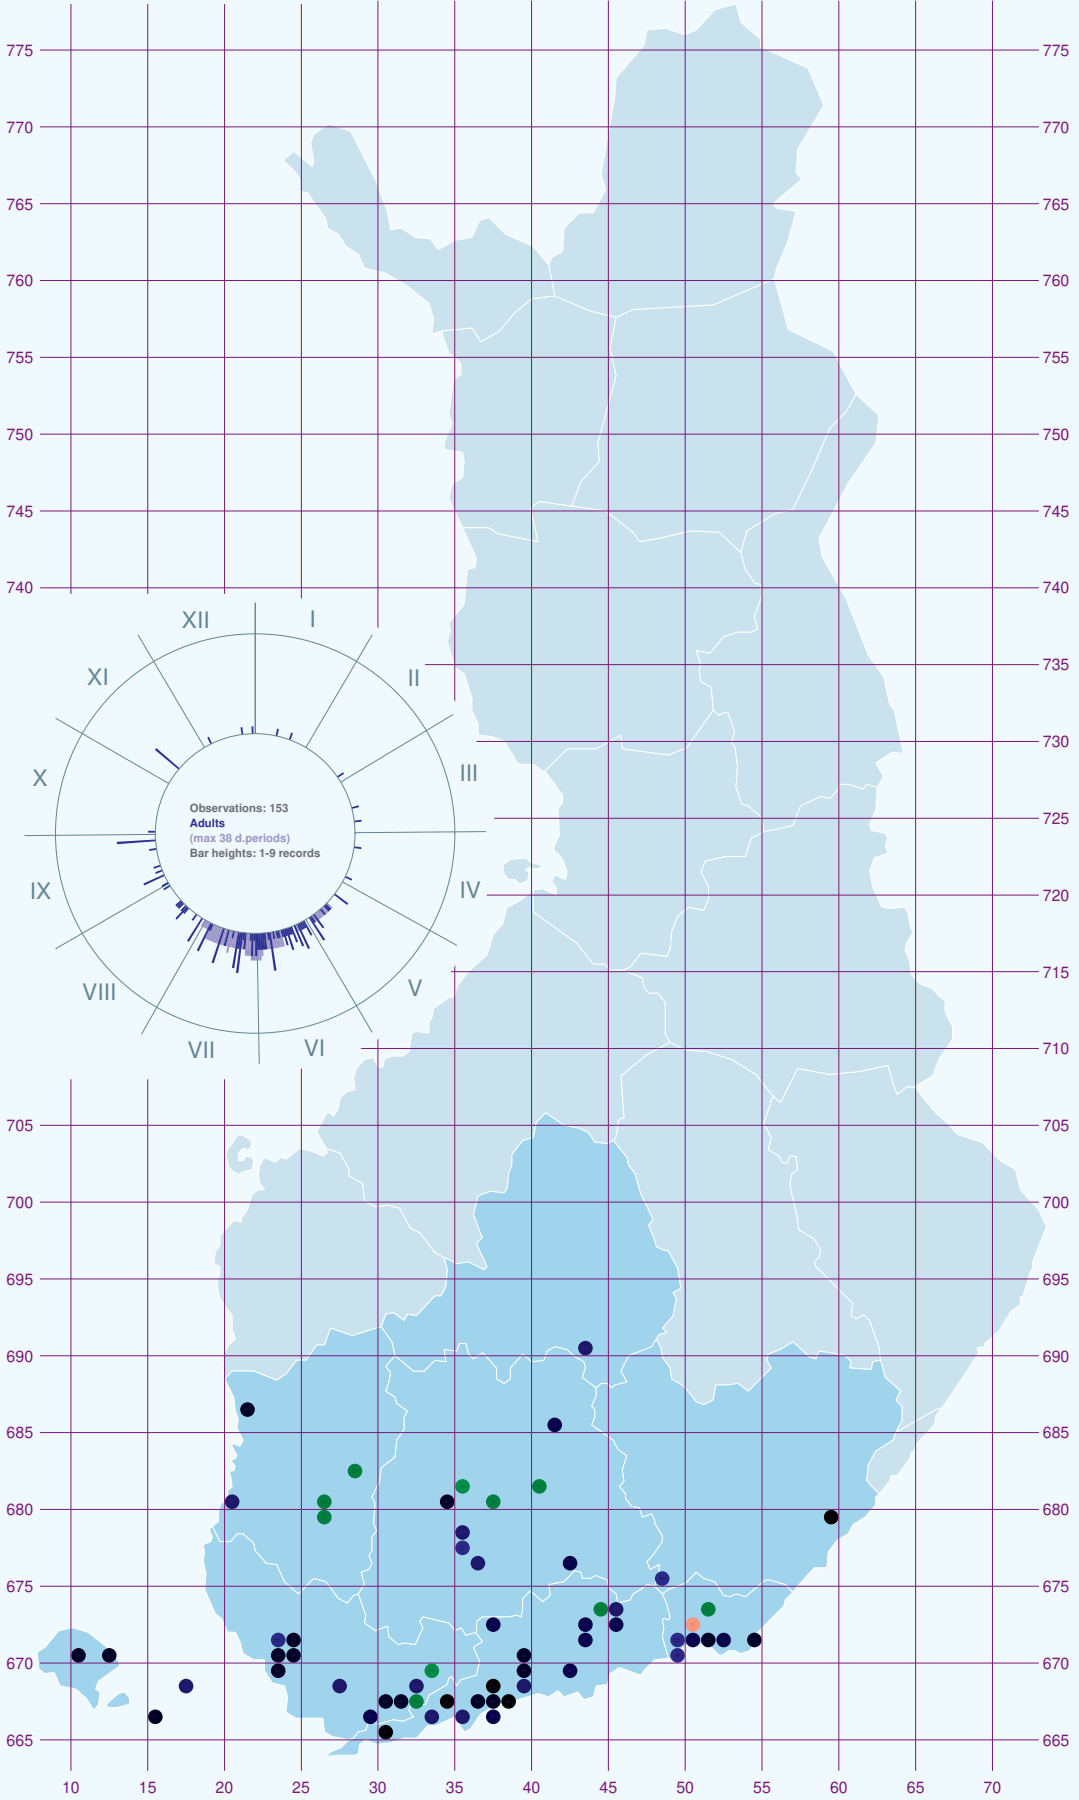 775 775
770 770
765 765
760 760
755 755
750 750
745 745
740 740
XII I
XI II
735 735
730 730
X III
Observations: 153
Adults
(max 38 d.periods)
Bar heights: 1-9 records
725
IX IV
720
VIII V
715
VII VI
710
705 705
700 700
695 695
690 690
685 685
680 680
675 675
670 670
665 665
10 15 20 25 30 35 40 45 50 55 60 65 70